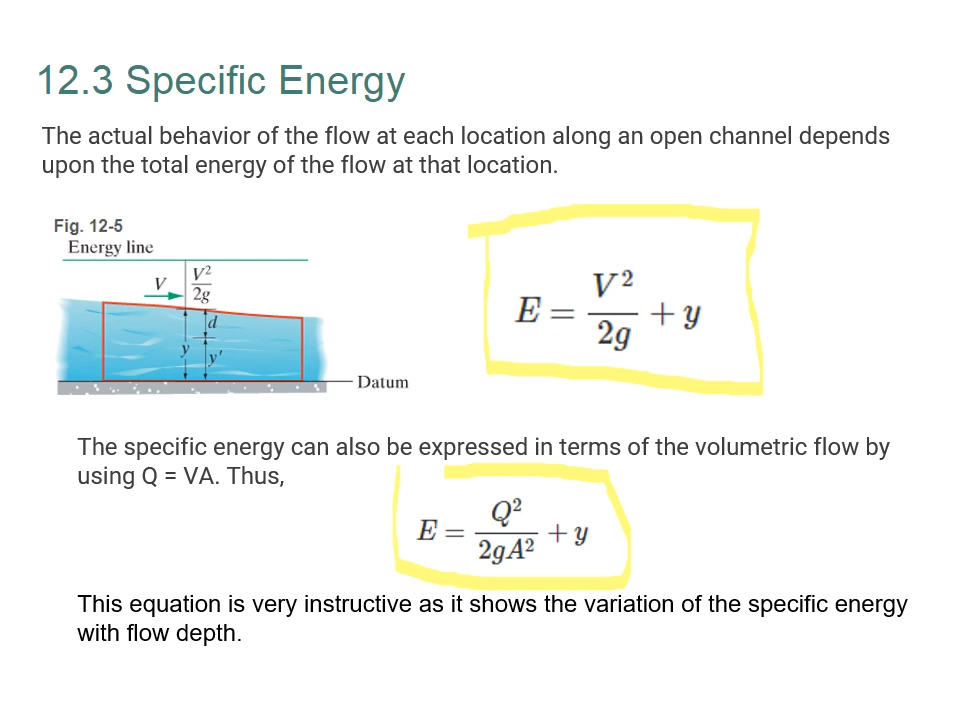 12.3 Specific Energy
The actual behavior of the flow at each location along an open channel depends
upon the total energy of the flow at that location.
Fig. 12-5
Energy line
V
V²
2g
d
y
y'
Datum
E = V²/2g + y
The specific energy can also be expressed in terms of the volumetric flow by
using Q = VA. Thus,
E = Q²/2gA² + y
This equation is very instructive as it shows the variation of the specific energy
with flow depth.